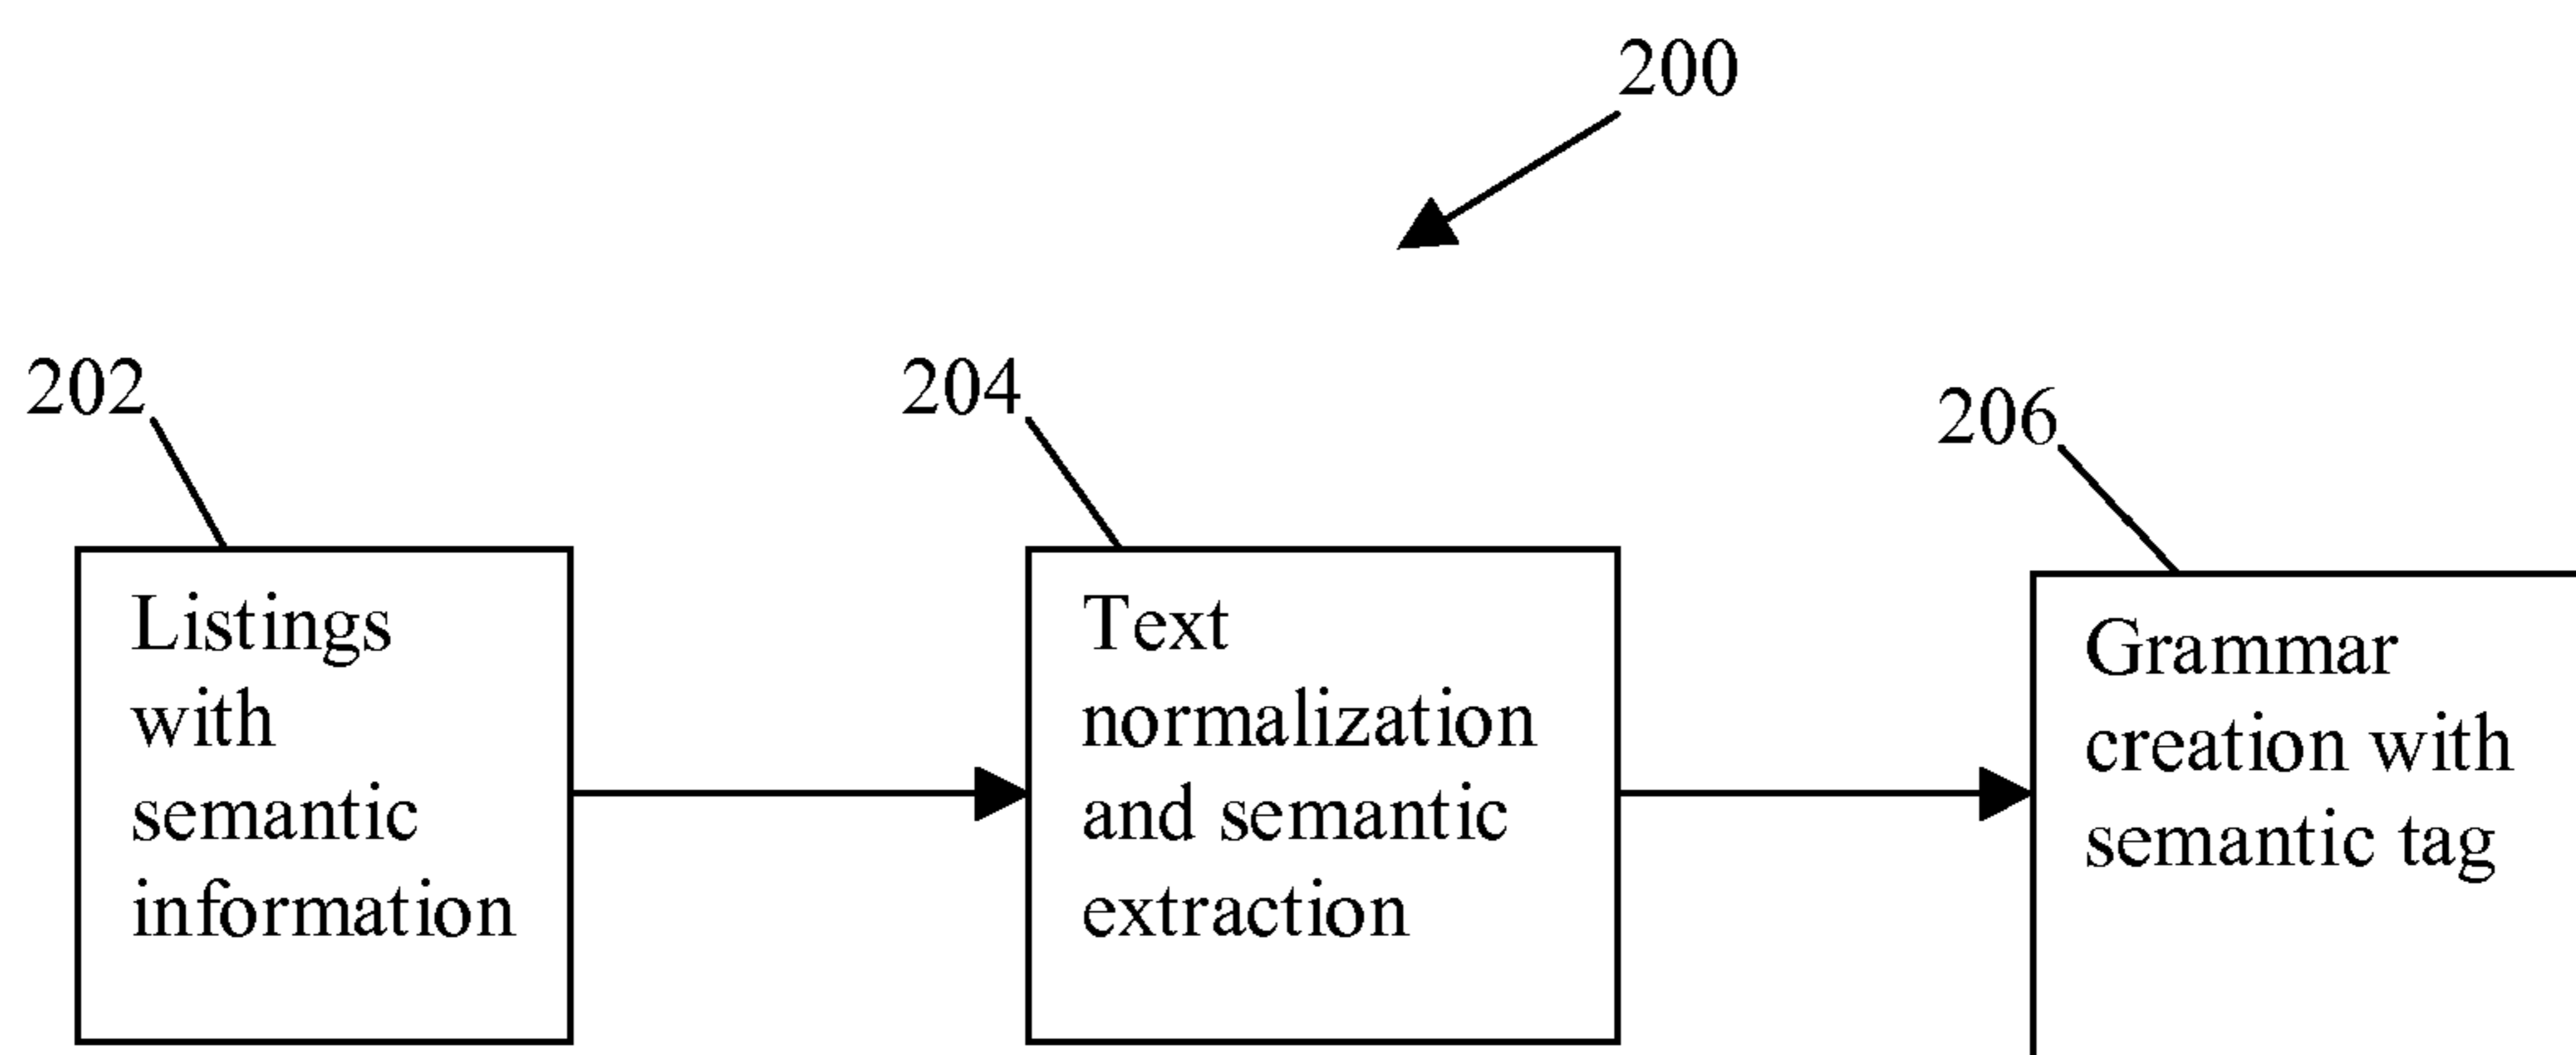 200
202
204
206
Listings
with
semantic
information
Text
normalization
and semantic
extraction
Grammar
creation with
semantic tag